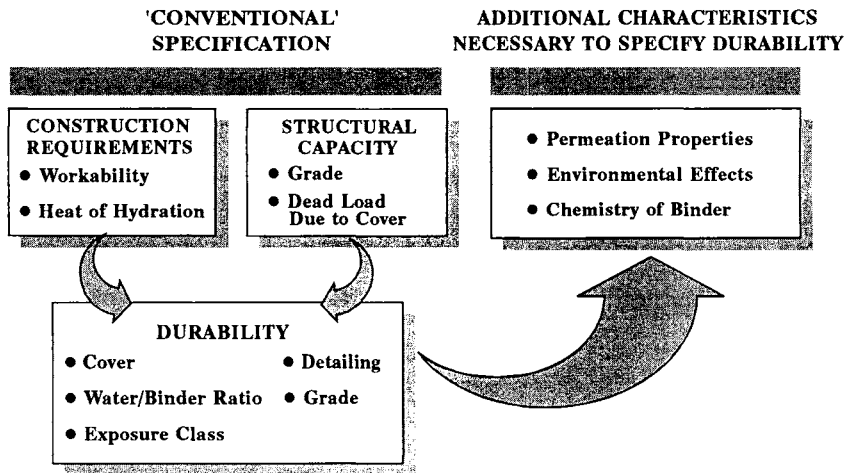 'CONVENTIONAL'
SPECIFICATION
ADDITIONAL CHARACTERISTICS
NECESSARY TO SPECIFY DURABILITY
CONSTRUCTION
REQUIREMENTS
● Workability
● Heat of Hydration
STRUCTURAL
CAPACITY
● Grade
● Dead Load
Due to Cover
● Permeation Properties
● Environmental Effects
● Chemistry of Binder
DURABILITY
● Cover
● Water/Binder Ratio
● Exposure Class
● Detailing
● Grade